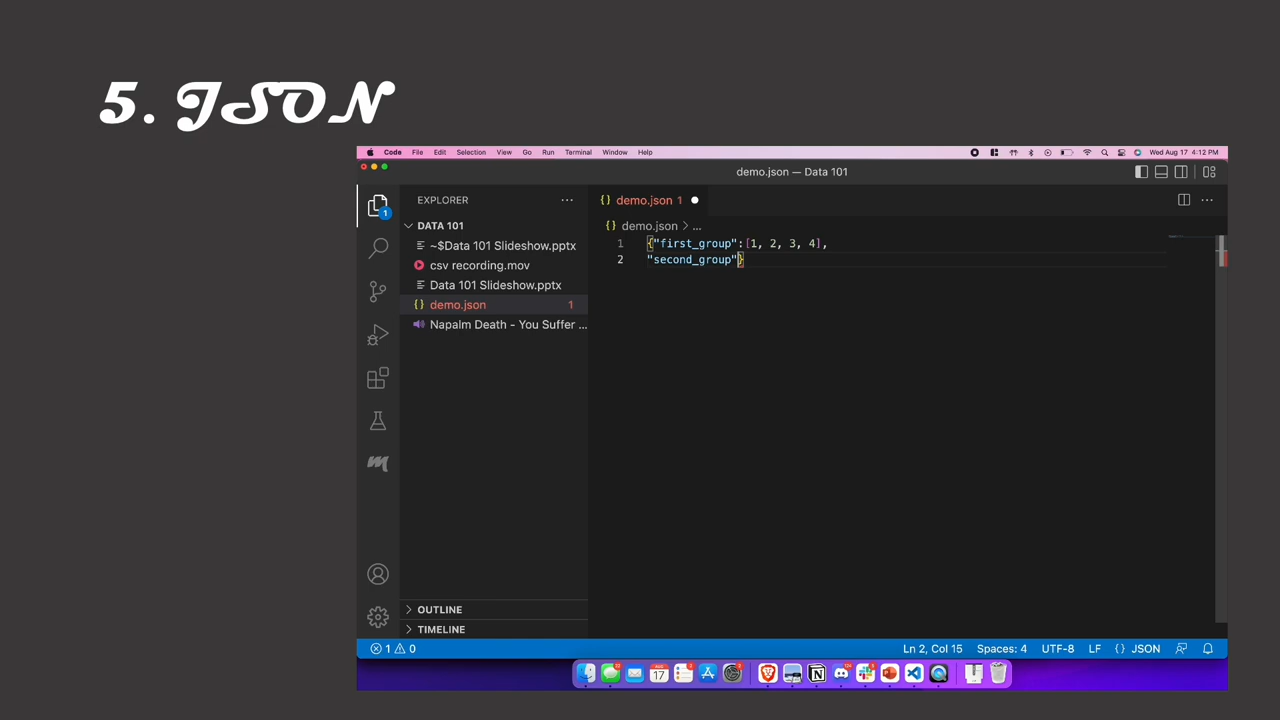 5. JSON
Code File Edit Selection View Go Run Terminal Window Help Wed Aug 17 4:12 PM
demo.json — Data 101
EXPLORER
demo.json 1
DATA 101
demo.json > ...
~$Data 101 Slideshow.pptx
csv recording.mov
Data 101 Slideshow.pptx
demo.json 1
Napalm Death - You Suffer ...
1 {"first_group":[1, 2, 3, 4],
2 "second_group"}
OUTLINE
TIMELINE
1 0 Ln 2, Col 15 Spaces: 4 UTF-8 LF {} JSON
17